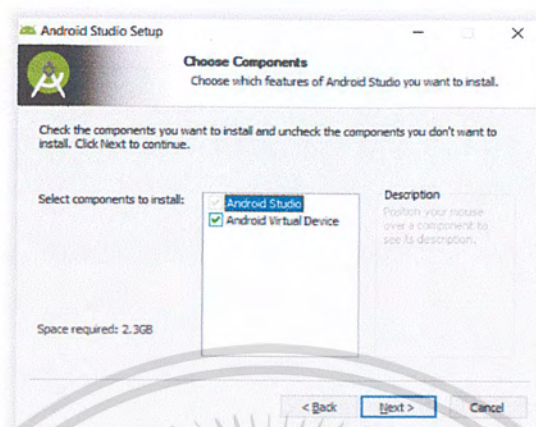 Android Studio Setup
Choose Components
Choose which features of Android Studio you want to install.
Check the components you want to install and uncheck the components you don't want to
install. Click Next to continue.
Select components to install:
Android Studio
Android Virtual Device
Description
Position your mouse
over a component to
see its description.
Space required: 2.3GB
< Back
Next >
Cancel